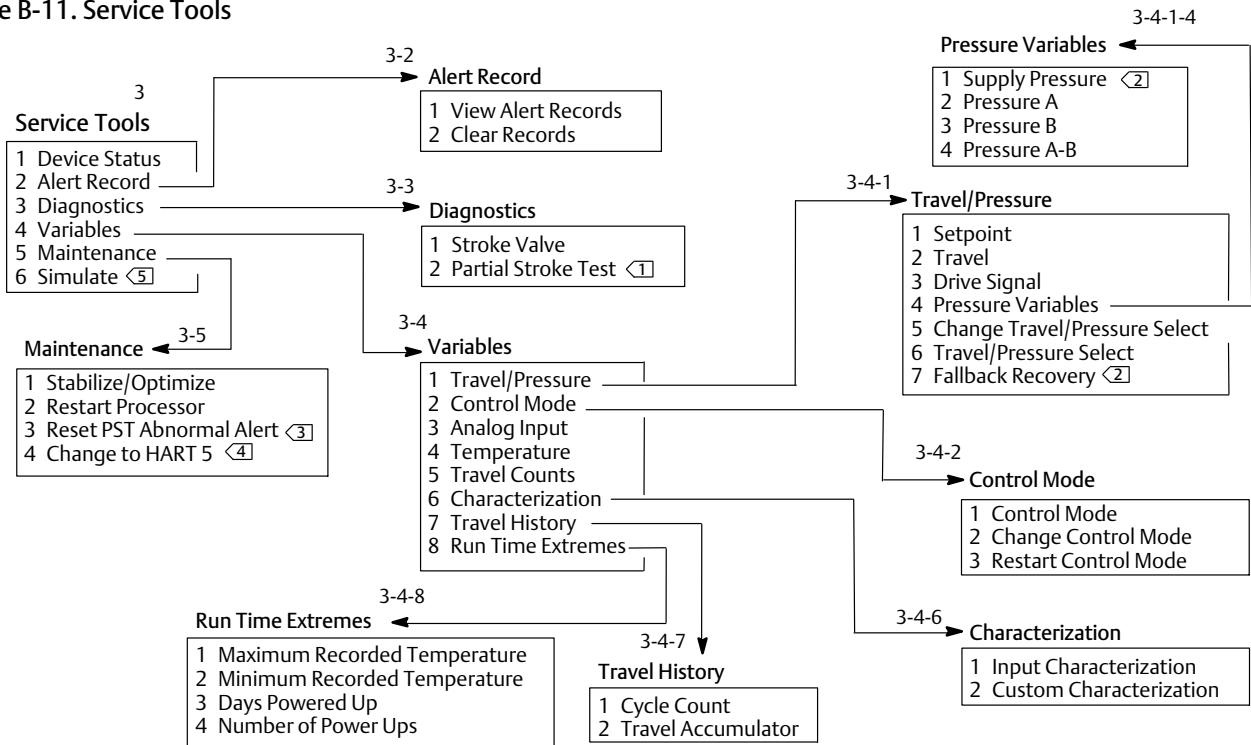 e B-11. Service Tools
3
Service Tools
1 Device Status
2 Alert Record
3 Diagnostics
4 Variables
5 Maintenance
6 Simulate 5
3-2
Alert Record
1 View Alert Records
2 Clear Records
3-3
Diagnostics
1 Stroke Valve
2 Partial Stroke Test 1
3-4-1-4
Pressure Variables
1 Supply Pressure 2
2 Pressure A
3 Pressure B
4 Pressure A-B
3-4-1
Travel/Pressure
1 Setpoint
2 Travel
3 Drive Signal
4 Pressure Variables
5 Change Travel/Pressure Select
6 Travel/Pressure Select
7 Fallback Recovery 2
3-5
Maintenance
1 Stabilize/Optimize
2 Restart Processor
3 Reset PST Abnormal Alert 3
4 Change to HART 5 4
3-4
Variables
1 Travel/Pressure
2 Control Mode
3 Analog Input
4 Temperature
5 Travel Counts
6 Characterization
7 Travel History
8 Run Time Extremes
3-4-2
Control Mode
1 Control Mode
2 Change Control Mode
3 Restart Control Mode
3-4-8
Run Time Extremes
1 Maximum Recorded Temperature
2 Minimum Recorded Temperature
3 Days Powered Up
4 Number of Power Ups
3-4-7
Travel History
1 Cycle Count
2 Travel Accumulator
3-4-6
Characterization
1 Input Characterization
2 Custom Characterization